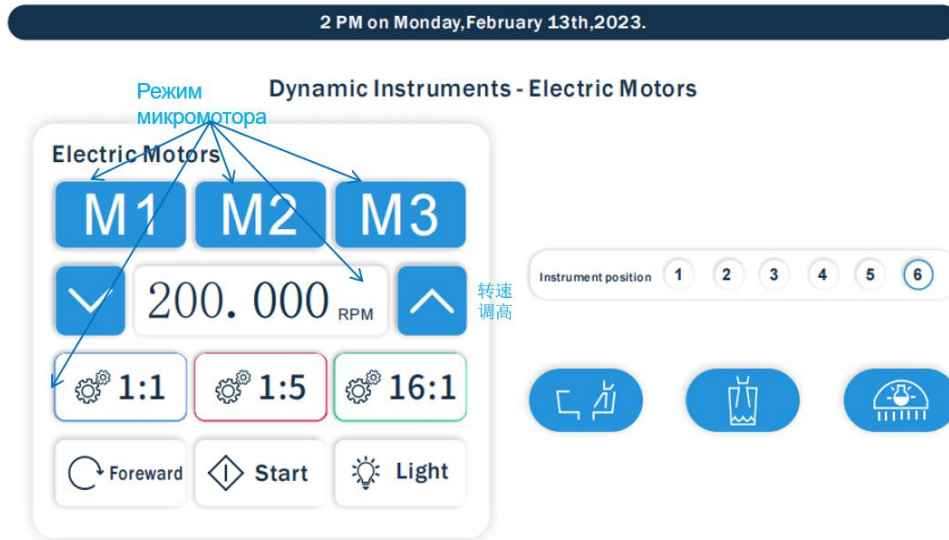 2 PM on Monday,February 13th,2023.
Dynamic Instruments - Electric Motors
Режим
микромотора
Electric Motors
M1 M2 M3
200.000 RPM
转速
调高
Instrument position 1 2 3 4 5 6
1:1 1:5 16:1
Foreward Start Light